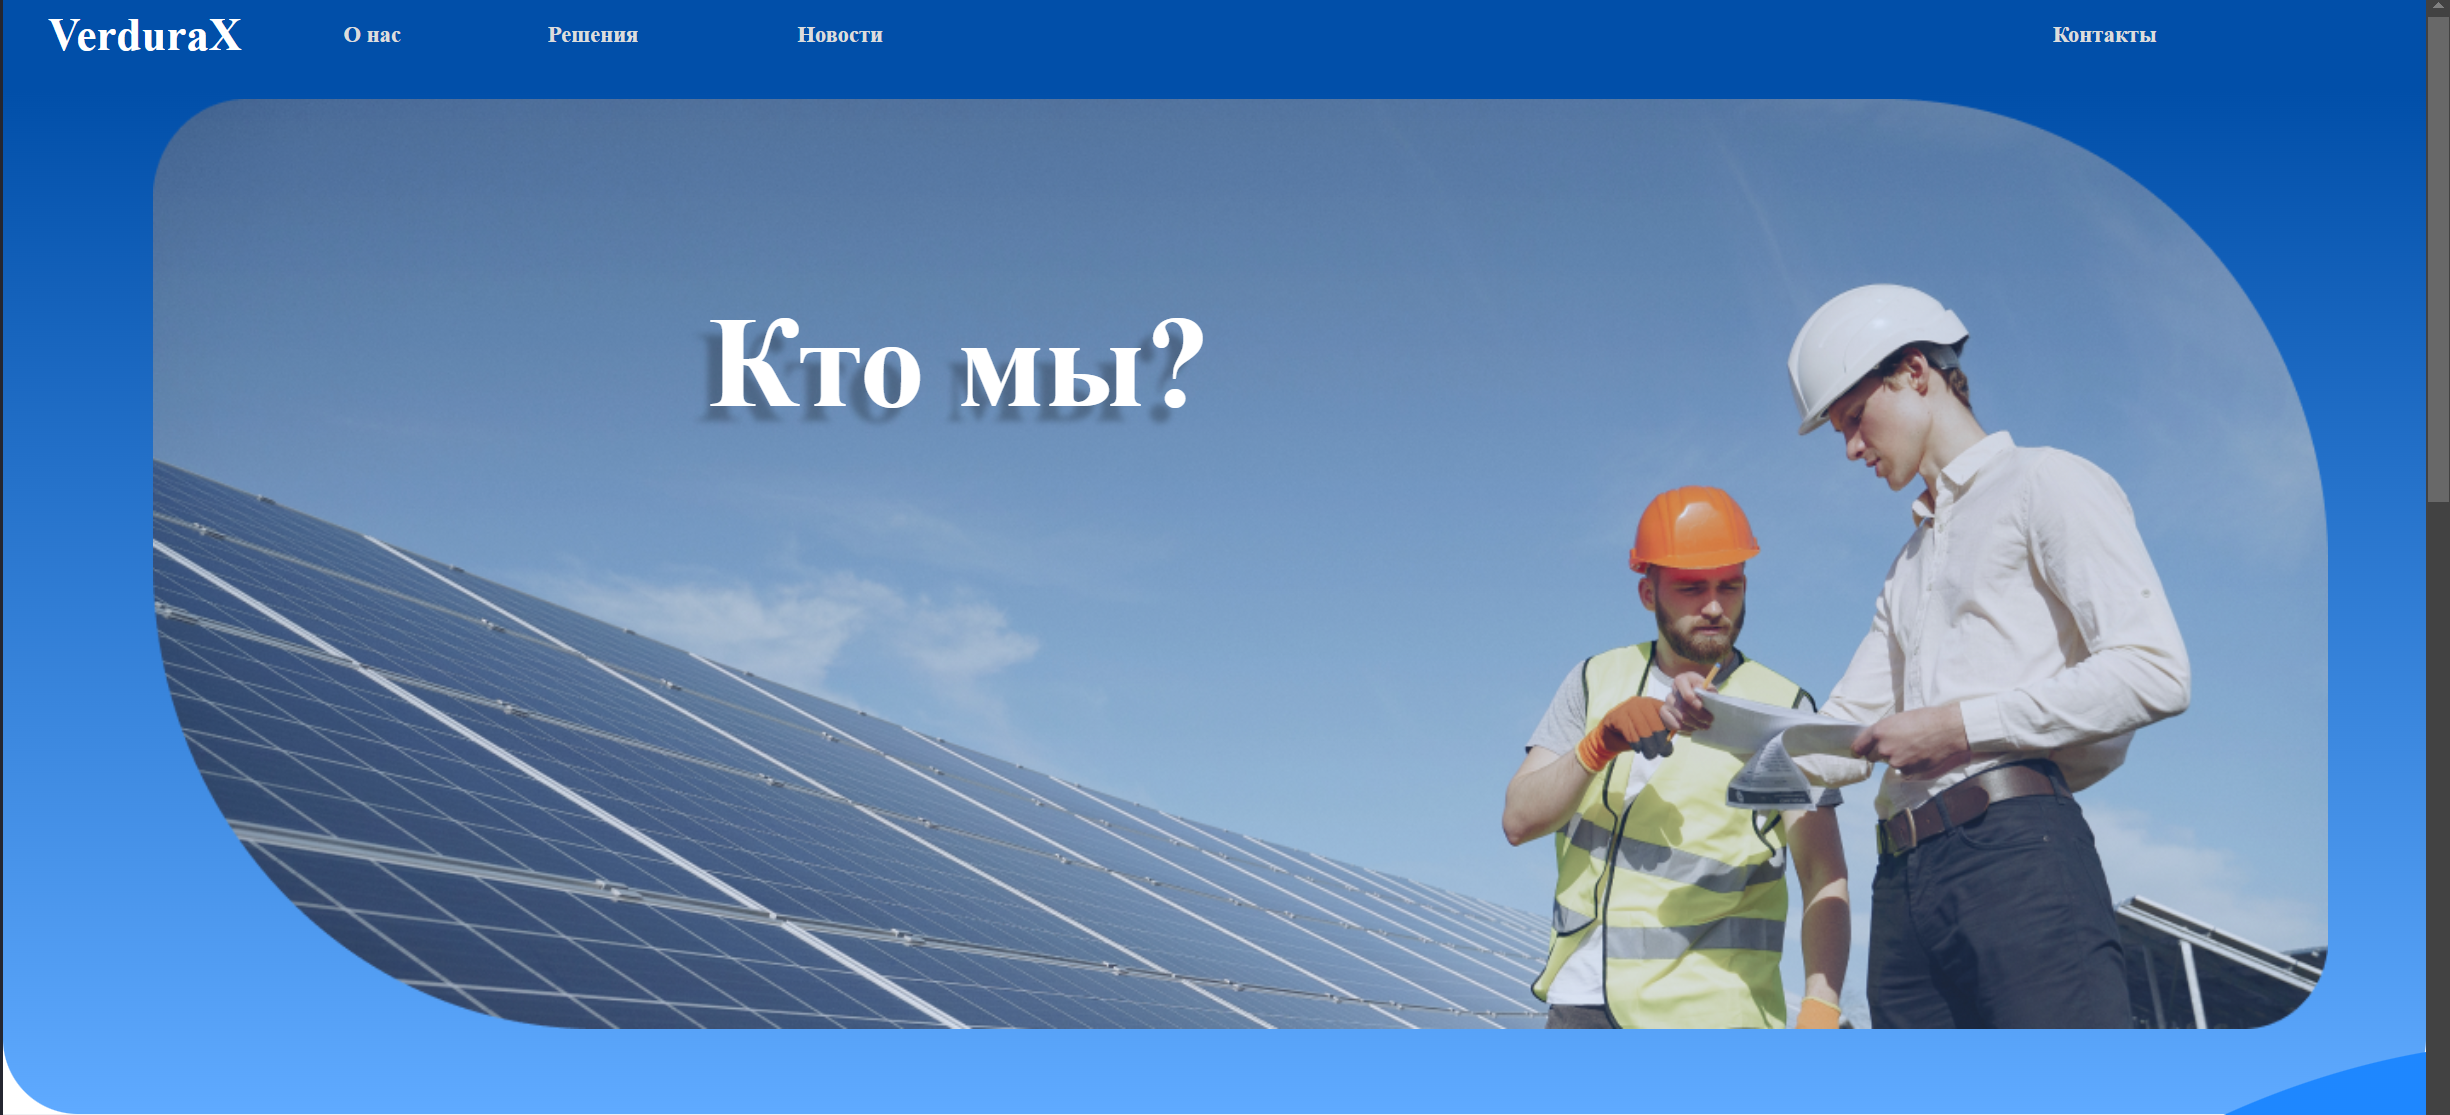 VerduraX
О нас
Решения
Новости
Контакты
Кто мы?